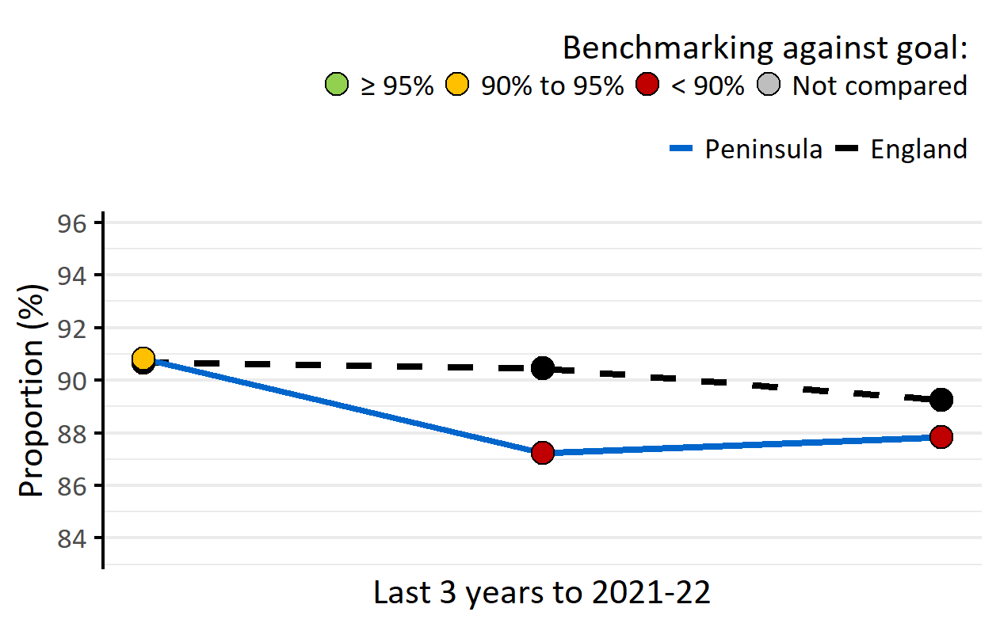 Benchmarking against goal:
≥ 95% 90% to 95% < 90% Not compared
Peninsula England
Proportion (%)
96
94
92
90
88
86
84
Last 3 years to 2021-22